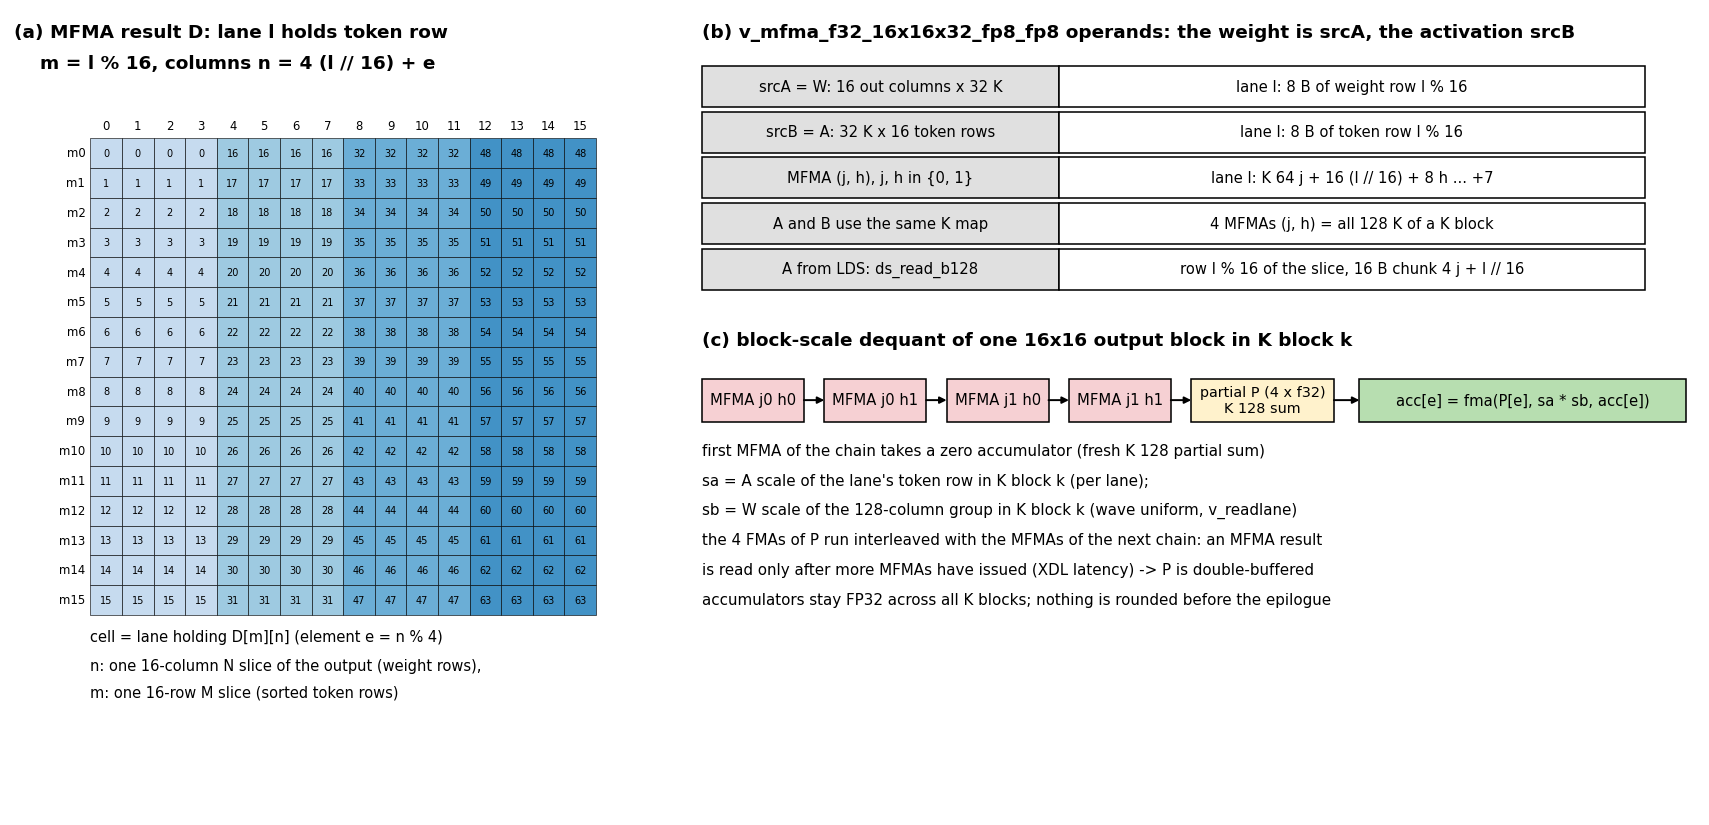 (a) MFMA result D: lane l holds token row
m = l % 16, columns n = 4 (l // 16) + e
0 1 2 3 4 5 6 7 8 9 10 11 12 13 14 15
m0 0 0 0 0 16 16 16 16 32 32 32 32 48 48 48 48
m1 1 1 1 1 17 17 17 17 33 33 33 33 49 49 49 49
m2 2 2 2 2 18 18 18 18 34 34 34 34 50 50 50 50
m3 3 3 3 3 19 19 19 19 35 35 35 35 51 51 51 51
m4 4 4 4 4 20 20 20 20 36 36 36 36 52 52 52 52
m5 5 5 5 5 21 21 21 21 37 37 37 37 53 53 53 53
m6 6 6 6 6 22 22 22 22 38 38 38 38 54 54 54 54
m7 7 7 7 7 23 23 23 23 39 39 39 39 55 55 55 55
m8 8 8 8 8 24 24 24 24 40 40 40 40 56 56 56 56
m9 9 9 9 9 25 25 25 25 41 41 41 41 57 57 57 57
m10 10 10 10 10 26 26 26 26 42 42 42 42 58 58 58 58
m11 11 11 11 11 27 27 27 27 43 43 43 43 59 59 59 59
m12 12 12 12 12 28 28 28 28 44 44 44 44 60 60 60 60
m13 13 13 13 13 29 29 29 29 45 45 45 45 61 61 61 61
m14 14 14 14 14 30 30 30 30 46 46 46 46 62 62 62 62
m15 15 15 15 15 31 31 31 31 47 47 47 47 63 63 63 63
cell = lane holding D[m][n] (element e = n % 4)
n: one 16-column N slice of the output (weight rows),
m: one 16-row M slice (sorted token rows)
(b) v_mfma_f32_16x16x32_fp8_fp8 operands: the weight is srcA, the activation srcB
srcA = W: 16 out columns x 32 K lane l: 8 B of weight row l % 16
srcB = A: 32 K x 16 token rows lane l: 8 B of token row l % 16
MFMA (j, h), j, h in {0, 1} lane l: K 64 j + 16 (l // 16) + 8 h ... +7
A and B use the same K map 4 MFMAs (j, h) = all 128 K of a K block
A from LDS: ds_read_b128 row l % 16 of the slice, 16 B chunk 4 j + l // 16
(c) block-scale dequant of one 16x16 output block in K block k
MFMA j0 h0 MFMA j0 h1 MFMA j1 h0 MFMA j1 h1 partial P (4 x f32) acc[e] = fma(P[e], sa * sb, acc[e])
K 128 sum
first MFMA of the chain takes a zero accumulator (fresh K 128 partial sum)
sa = A scale of the lane's token row in K block k (per lane);
sb = W scale of the 128-column group in K block k (wave uniform, v_readlane)
the 4 FMAs of P run interleaved with the MFMAs of the next chain: an MFMA result
is read only after more MFMAs have issued (XDL latency) -> P is double-buffered
accumulators stay FP32 across all K blocks; nothing is rounded before the epilogue